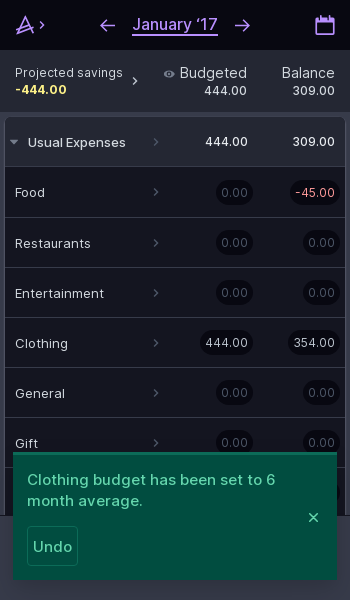 January ‘17
Projected savings
-444.00
Budgeted
444.00
Balance
309.00
Usual Expenses 444.00 309.00
Food 0.00 -45.00
Restaurants 0.00 0.00
Entertainment 0.00 0.00
Clothing 444.00 354.00
General 0.00 0.00
Gift 0.00 0.00
Clothing budget has been set to 6
month average.
Undo